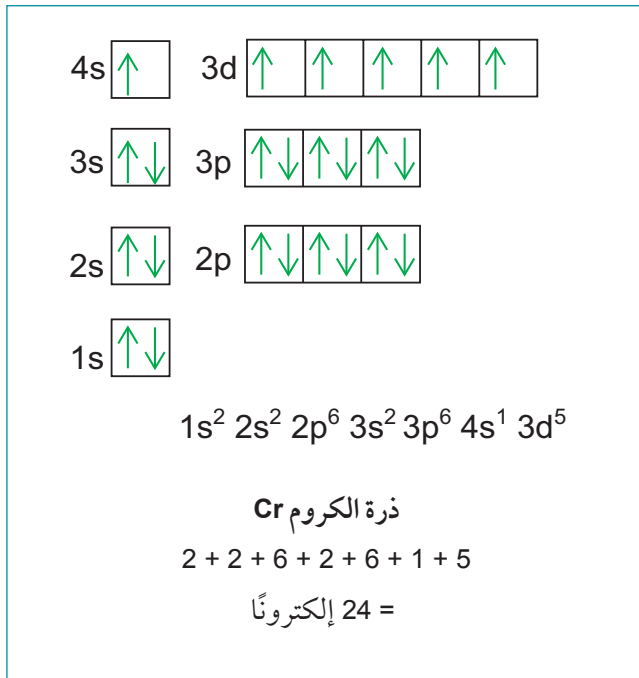 4s ↑ 3d ↑ ↑ ↑ ↑ ↑
3s ↑↓ 3p ↑↓ ↑↓ ↑↓
2s ↑↓ 2p ↑↓ ↑↓ ↑↓
1s ↑↓
1s² 2s² 2p⁶ 3s² 3p⁶ 4s¹ 3d⁵
ذرة الكروم Cr
2 + 2 + 6 + 2 + 6 + 1 + 5
= 24 إلكترونًا